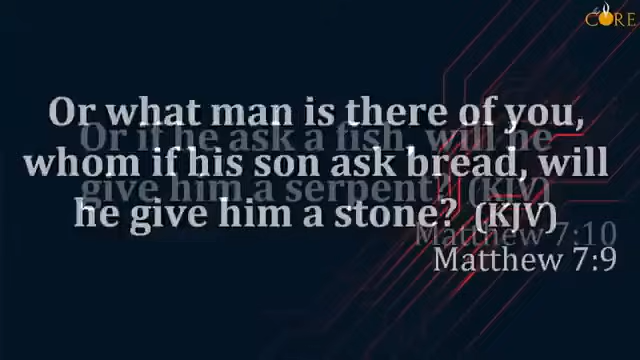 the CORE
Or what man is there of you,
whom if his son ask bread, will
he give him a stone? (KJV)
Matthew 7:9
Or if he ask a fish, will he
give him a serpent? (KJV)
Matthew 7:10